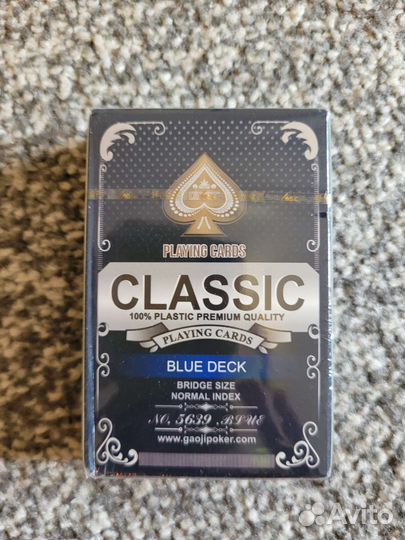 PLAYING CARDS
CLASSIC
100% PLASTIC PREMIUM QUALITY
PLAYING CARDS
BLUE DECK
BRIDGE SIZE
NORMAL INDEX
NO. 5639 BLUE
www.gaojipoker.com
Avito